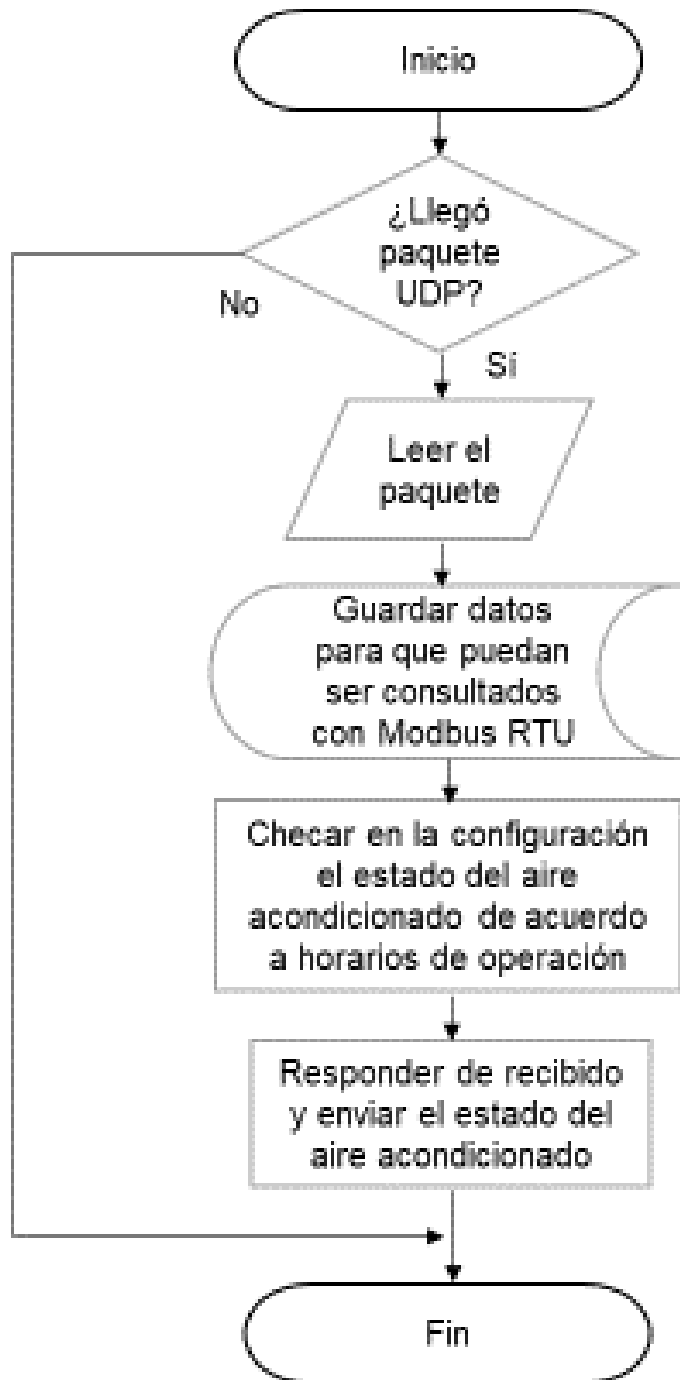 Inicio
¿Llegó
paquete
UDP?
No
Si
Leer el
paquete
Guardar datos
para que puedan
ser consultados
con Modbus RTU
Checar en la configuración
el estado del aire
acondicionado de acuerdo
a horarios de operación
Responder de recibido
y enviar el estado del
aire acondicionado
Fin